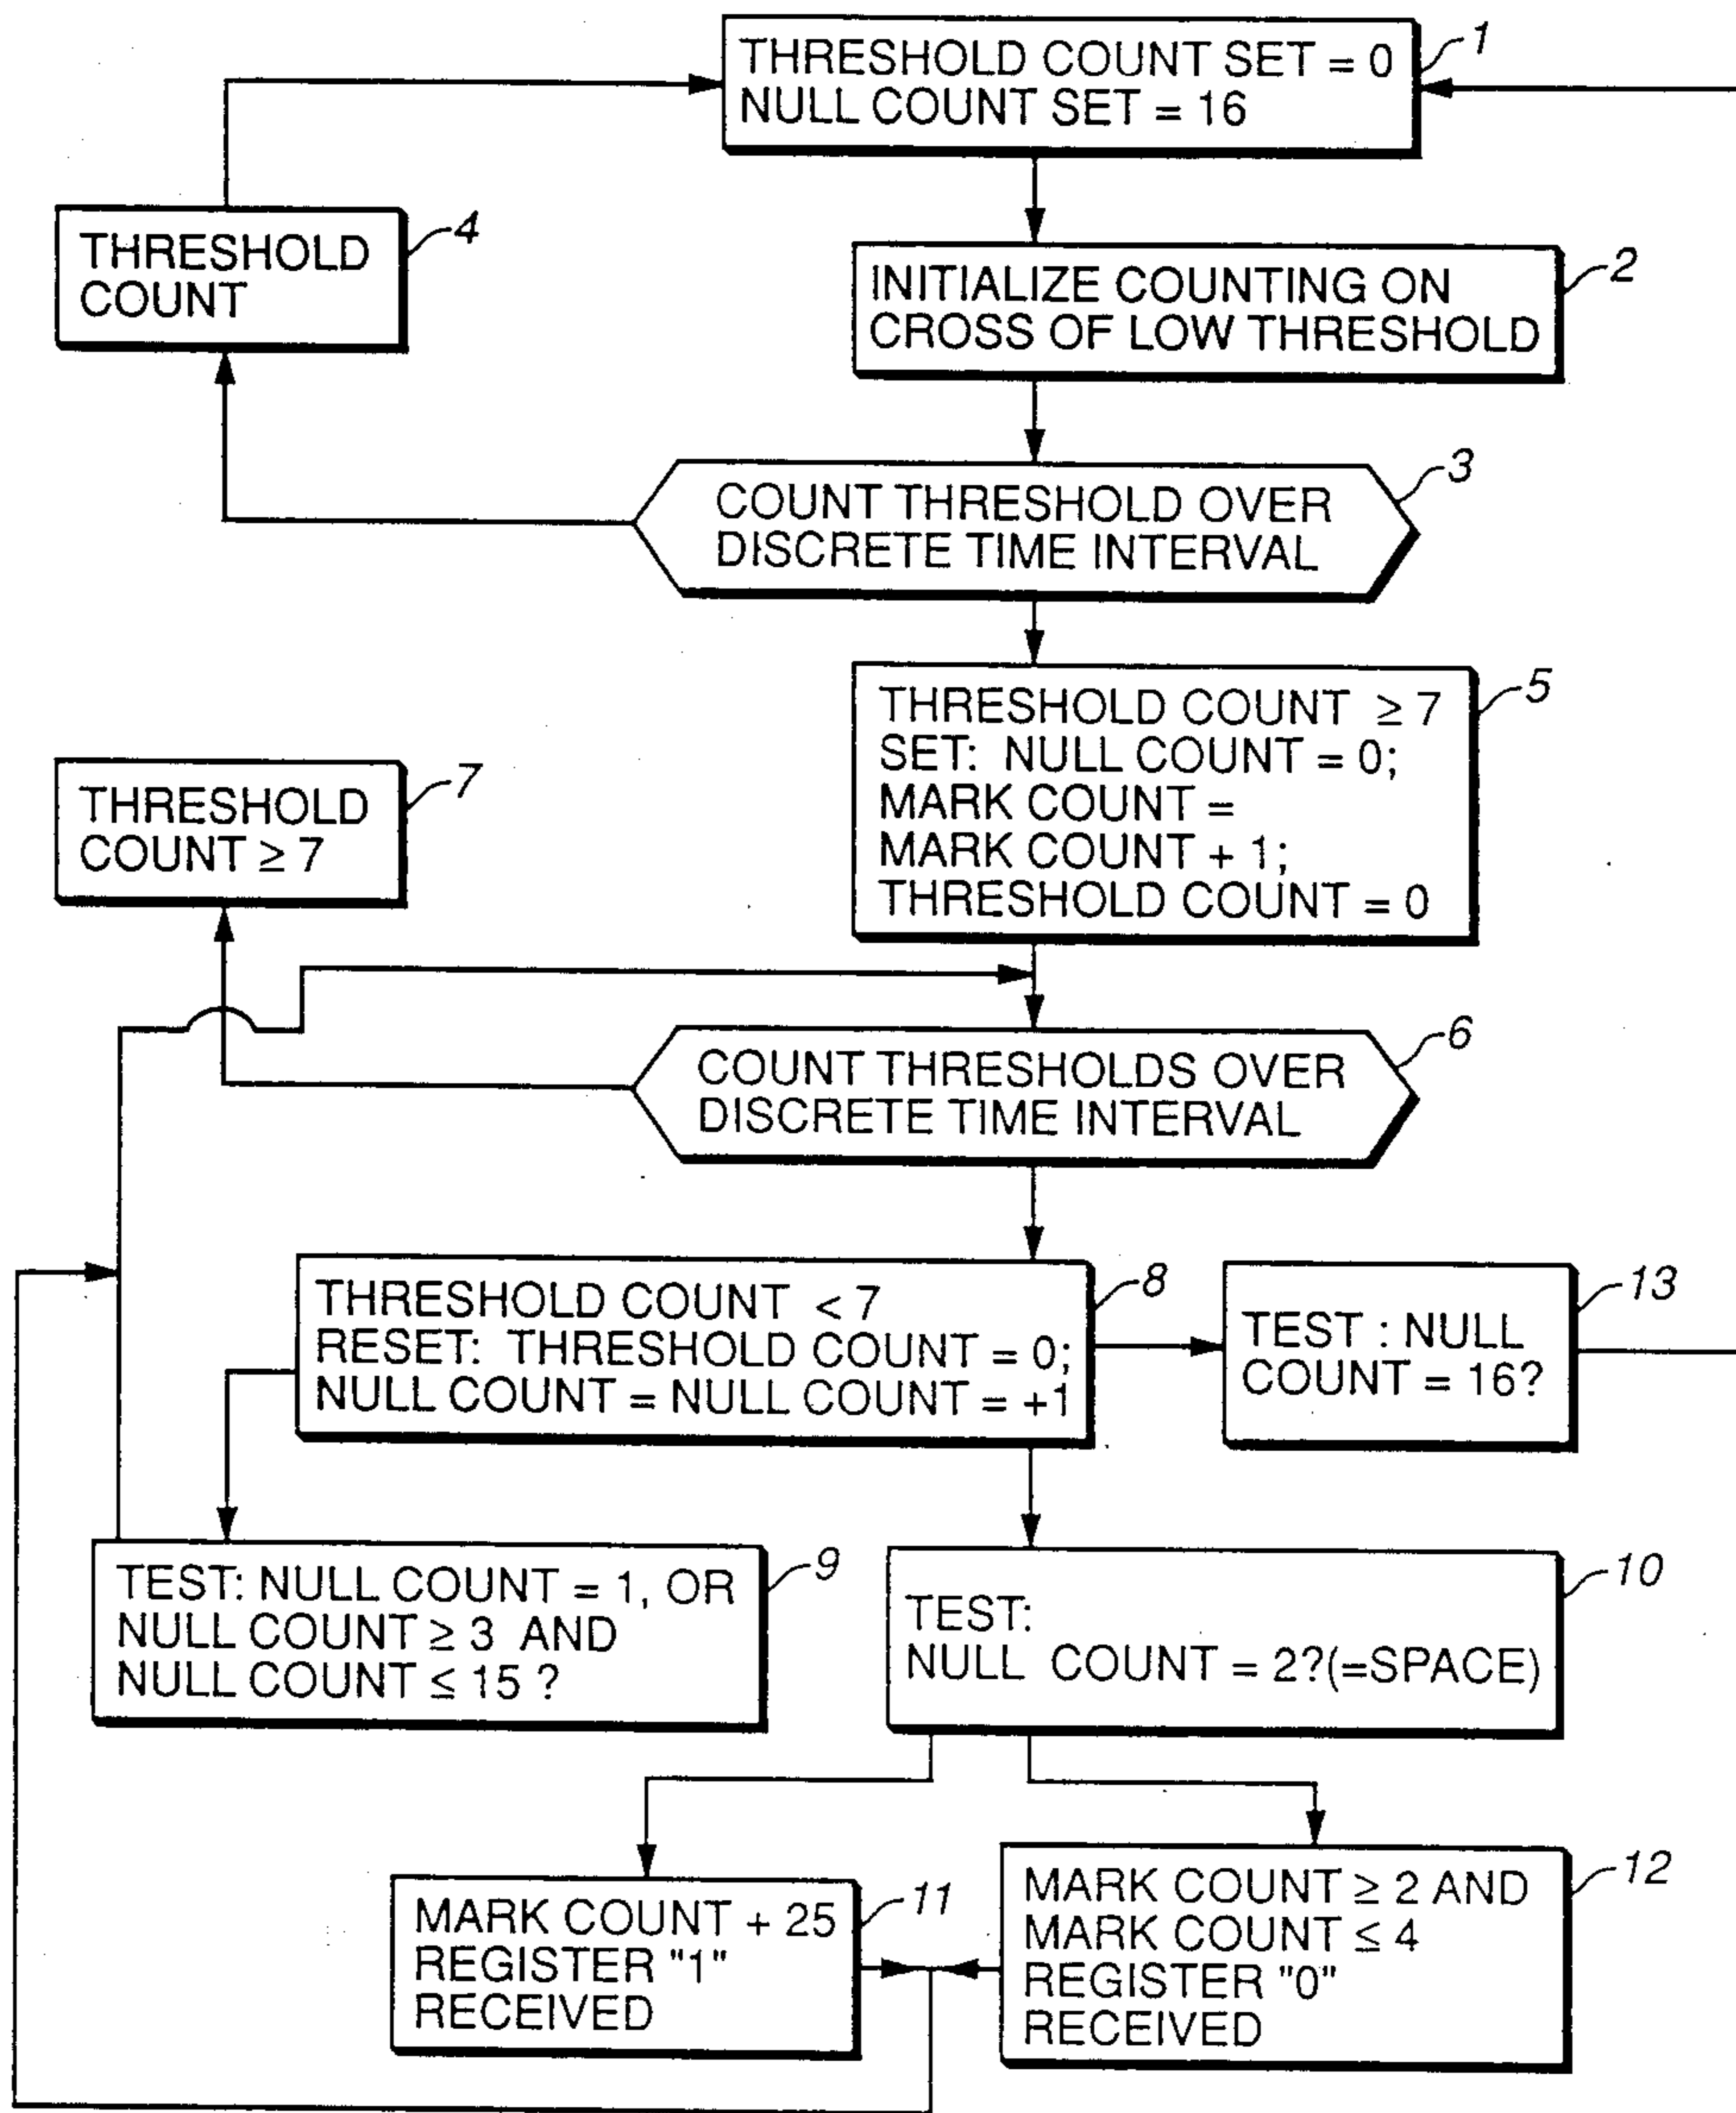 THRESHOLD COUNT SET = 0
NULL COUNT SET = 16
1
THRESHOLD
COUNT
4
INITIALIZE COUNTING ON
CROSS OF LOW THRESHOLD
2
COUNT THRESHOLD OVER
DISCRETE TIME INTERVAL
3
THRESHOLD COUNT ≥ 7
SET: NULL COUNT = 0;
MARK COUNT =
MARK COUNT + 1;
THRESHOLD COUNT = 0
5
THRESHOLD
COUNT ≥ 7
7
COUNT THRESHOLDS OVER
DISCRETE TIME INTERVAL
6
THRESHOLD COUNT < 7
RESET: THRESHOLD COUNT = 0;
NULL COUNT = NULL COUNT = +1
8
TEST : NULL
COUNT = 16?
13
TEST: NULL COUNT = 1, OR
NULL COUNT ≥ 3 AND
NULL COUNT ≤ 15 ?
9
TEST:
NULL COUNT = 2?(=SPACE)
10
MARK COUNT + 25
REGISTER "1"
RECEIVED
11
MARK COUNT ≥ 2 AND
MARK COUNT ≤ 4
REGISTER "0"
RECEIVED
12